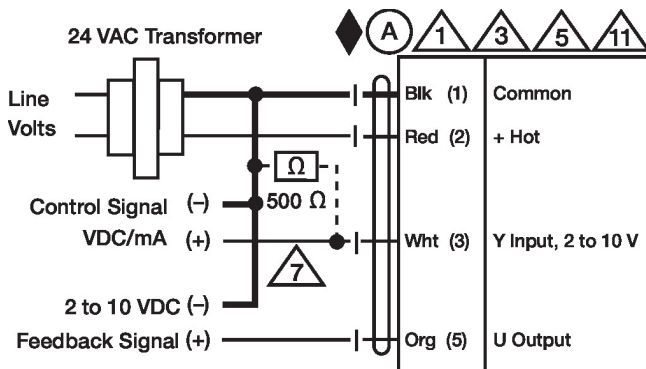 24 VAC Transformer
A 1 3 5 11
Line
Volts
Blk (1) Common
Red (2) + Hot
Ω
500 Ω
Control Signal (–)
VDC/mA (+)
Wht (3) Y Input, 2 to 10 V
7
2 to 10 VDC (–)
Feedback Signal (+)
Org (5) U Output